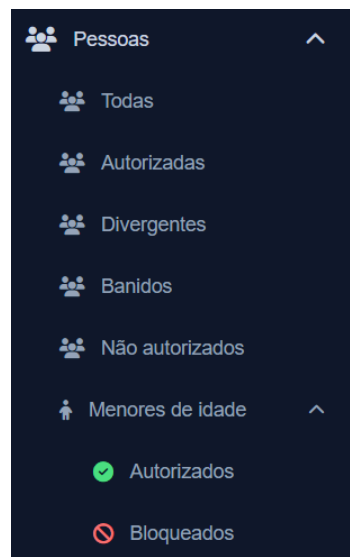 Pessoas
Todas
Autorizadas
Divergentes
Banidos
Não autorizados
Menores de idade
Autorizados
Bloqueados